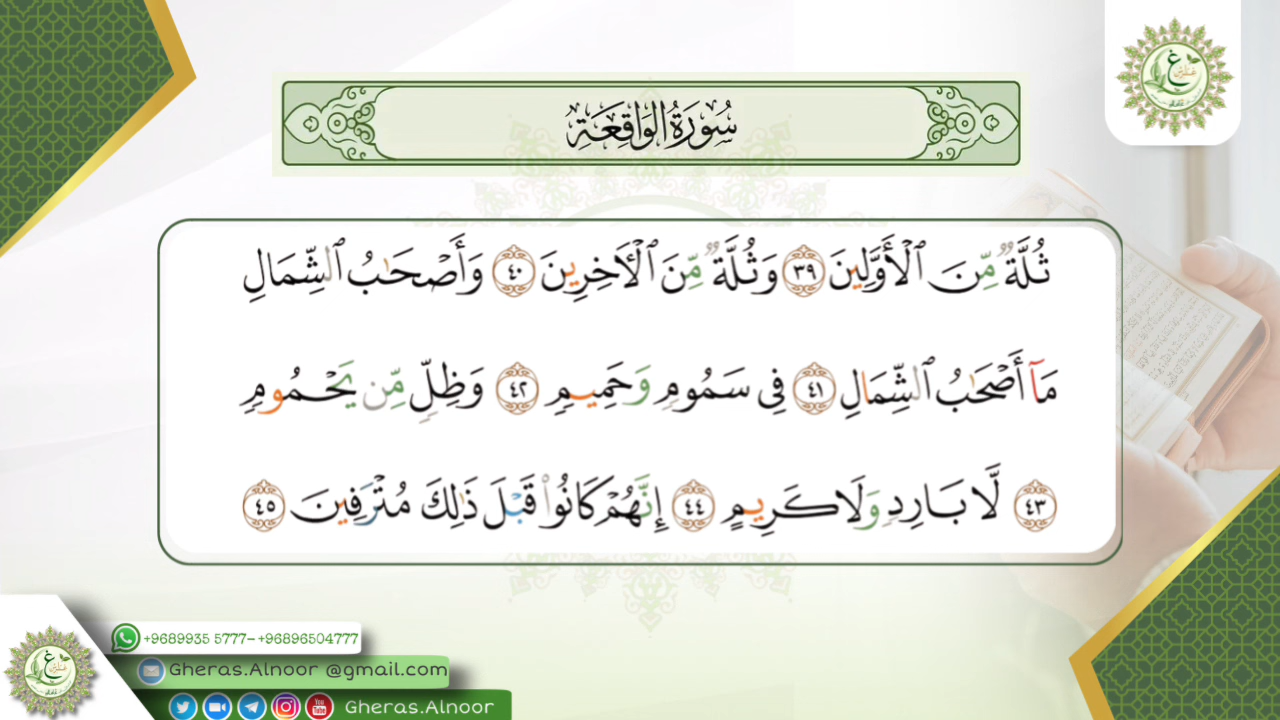 سُورَةُ الوَاقِعَةِ
ثُلَّةٌ مِّنَ ٱلْأَوَّلِينَ ٣٩ وَثُلَّةٌ مِّنَ ٱلْأَخِرِينَ ٤٠ وَأَصْحَٰبُ ٱلشِّمَالِ
مَآ أَصْحَٰبُ ٱلشِّمَالِ ٤١ فِى سَمُومٍ وَحَمِيمٍ ٤٢ وَظِلٍّ مِّن يَحْمُومٍ
٤٣ لَّا بَارِدٍ وَلَا كَرِيمٍ ٤٤ إِنَّهُمْ كَانُوا۟ قَبْلَ ذَٰلِكَ مُتْرَفِينَ ٤٥
+9689935 5777-+96896504777
Gheras.Alnoor @gmail.com
Gheras.Alnoor